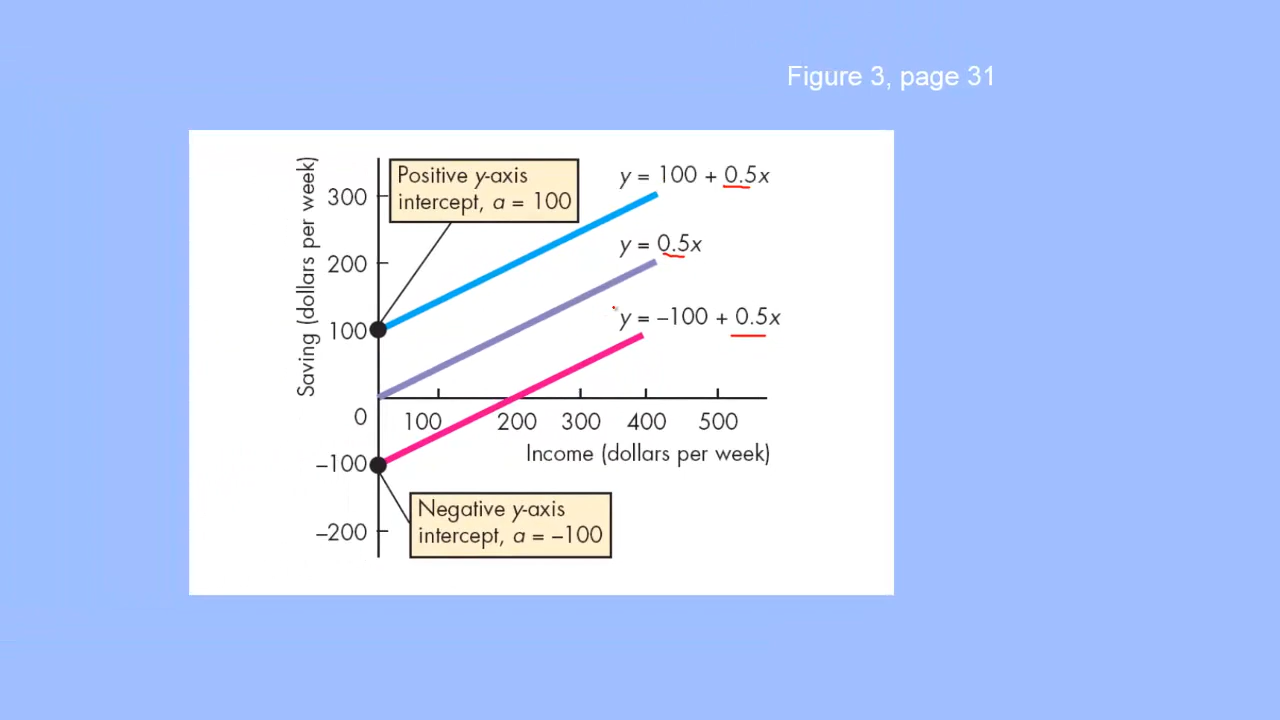 Figure 3, page 31
Saving (dollars per week)
300
200
100
0
–100
–200
Positive y-axis
intercept, a = 100
y = 100 + 0.5x
y = 0.5x
y = –100 + 0.5x
100 200 300 400 500
Income (dollars per week)
Negative y-axis
intercept, a = –100